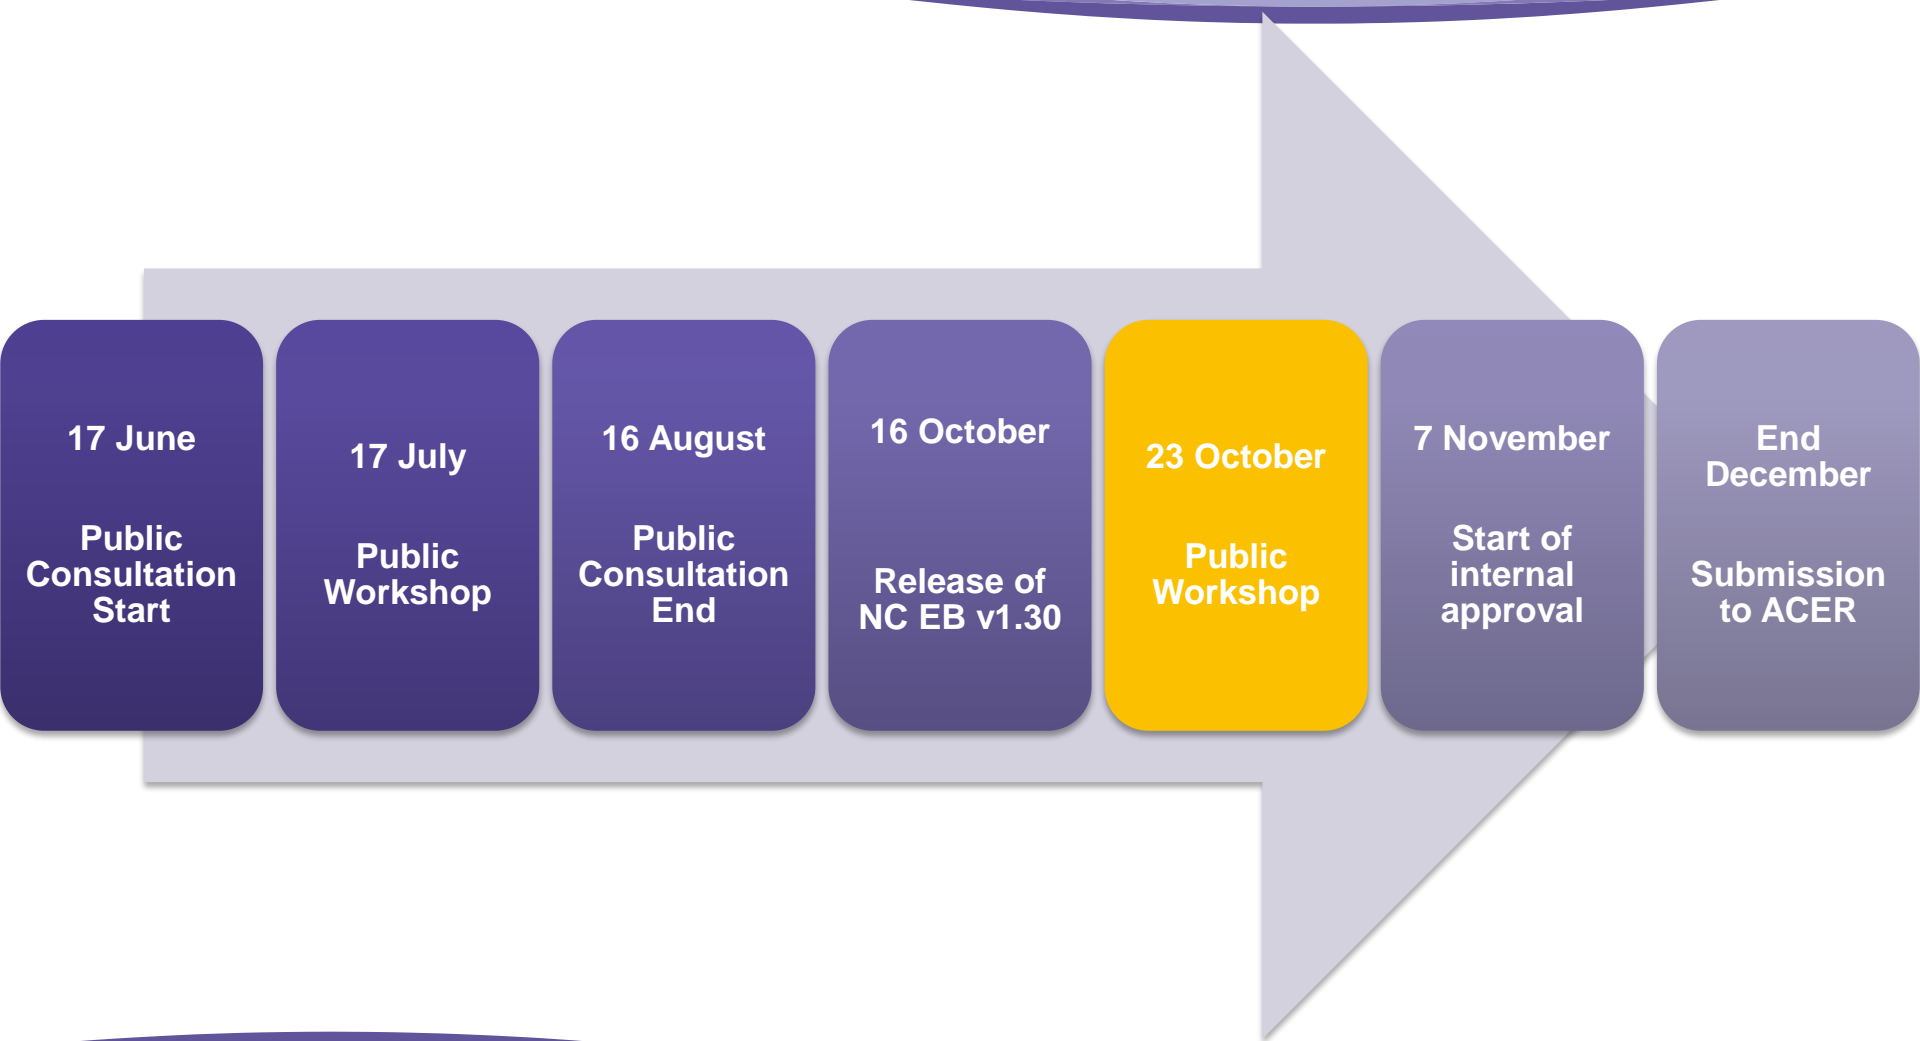 17 June
Public
Consultation
Start
17 July
Public
Workshop
16 August
Public
Consultation
End
16 October
Release of
NC EB v1.30
23 October
Public
Workshop
7 November
Start of
internal
approval
End
December
Submission
to ACER